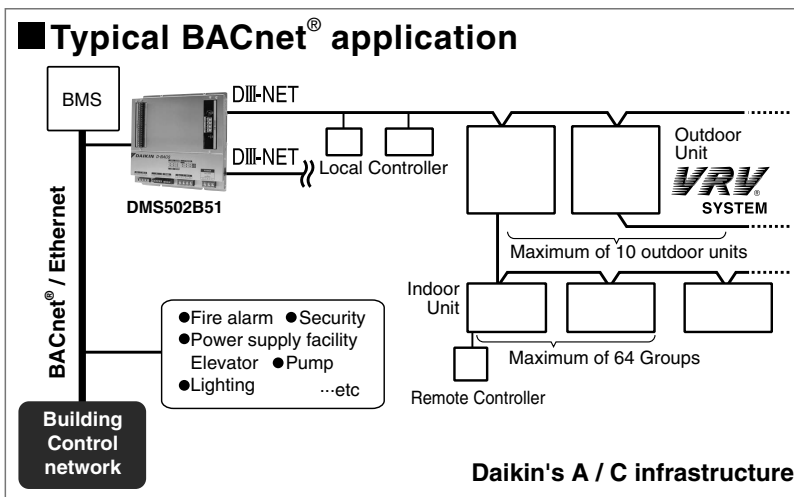 ■Typical BACnet® application
BMS
DIII-NET
DIII-NET
DAIKIN
DMS502B51
Local Controller
Outdoor
Unit
VRV®
SYSTEM
Maximum of 10 outdoor units
Indoor
Unit
Maximum of 64 Groups
Remote Controller
BACnet® / Ethernet
●Fire alarm ●Security
●Power supply facility
Elevator ●Pump
●Lighting ...etc
Building
Control
network
Daikin's A / C infrastructure